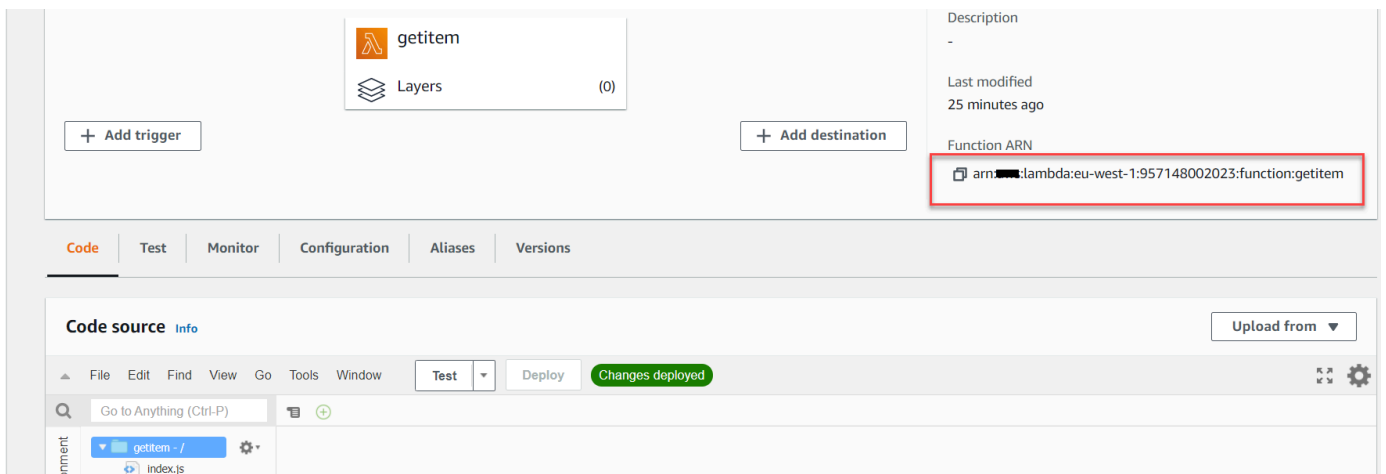 getitem
Layers (0)
+ Add trigger
+ Add destination
Description
-
Last modified
25 minutes ago
Function ARN
arn: :lambda:eu-west-1:957148002023:function:getitem
Code Test Monitor Configuration Aliases Versions
Code source Info
Upload from
File Edit Find View Go Tools Window Test Deploy Changes deployed
Go to Anything (Ctrl-P)
getitem - /
index.js